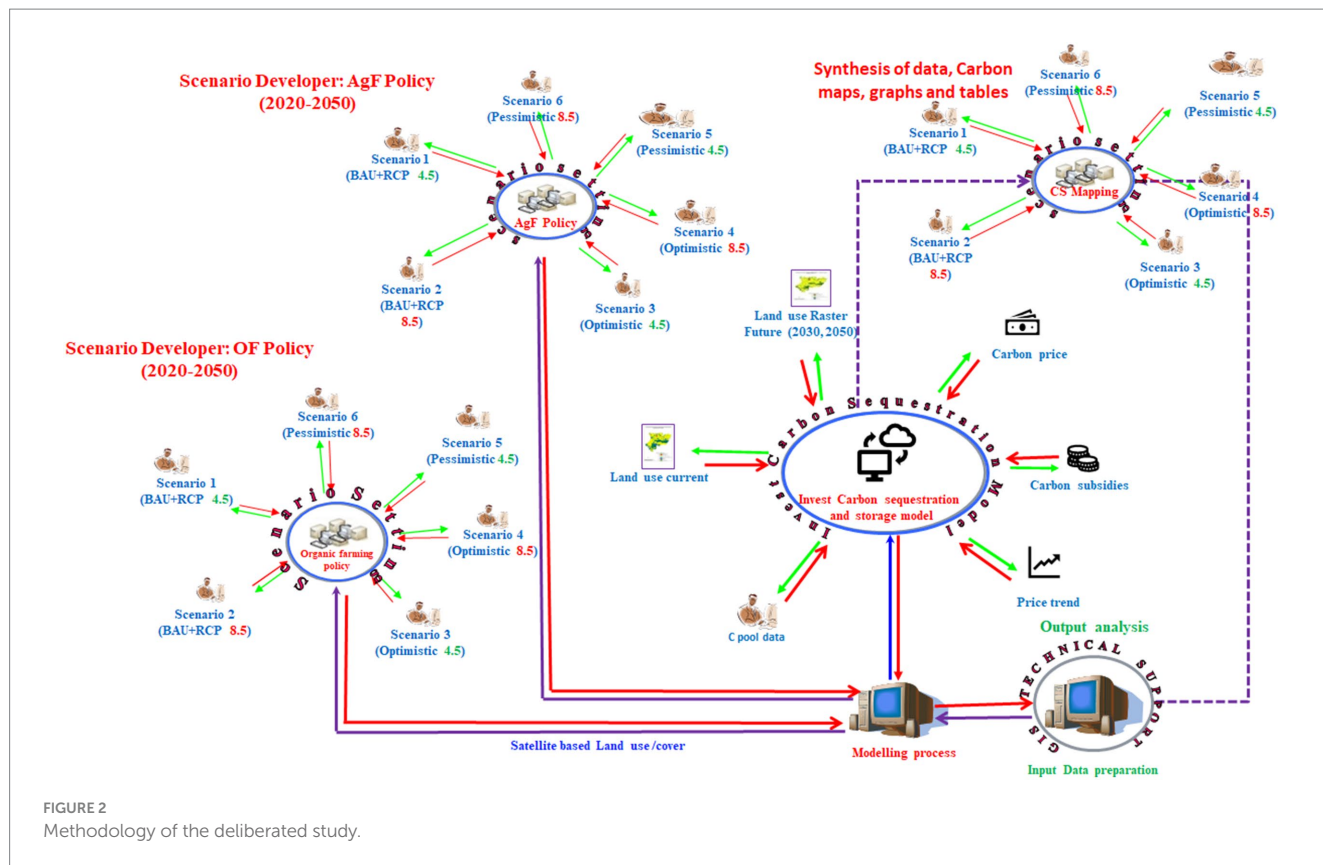 Scenario Developer: AgF Policy
(2020-2050)
Scenario 6
(Pessimistic 8.5)
Scenario 5
(Pessimistic 4.5)
Scenario 1
(BAU+RCP 4.5)
Scenario setting
AgF Policy
Scenario 4
(Optimistic 8.5)
Scenario 2
(BAU+RCP
8.5)
Scenario 3
(Optimistic 4.5)
Synthesis of data, Carbon
maps, graphs and tables
Scenario 6
(Pessimistic 8.5)
Scenario 5
(Pessimistic 4.5)
Scenario 1
(BAU+RCP 4.5)
Scenario setting
CS Mapping
Scenario 4
(Optimistic 8.5)
Scenario 2
(BAU+RCP
8.5)
Scenario 3
(Optimistic 4.5)
Scenario Developer: OF Policy
(2020-2050)
Scenario 6
(Pessimistic 8.5)
Scenario 5
(Pessimistic 4.5)
Scenario 1
(BAU+RCP 4.5)
Scenario Setting
Organic farming
policy
Scenario 4
(Optimistic 8.5)
Scenario 2
(BAU+RCP 8.5)
Scenario 3
(Optimistic 4.5)
Land use Raster
Future (2030, 2050)
Carbon price
Land use current
Invest Carbon Sequestration Model
Invest Carbon sequestration
and storage model
Carbon subsidies
C pool data
Price trend
Output analysis
GIS TECHNICAL SUPPORT
Input Data preparation
Modelling process
Satellite based Land use /cover
FIGURE 2
Methodology of the deliberated study.